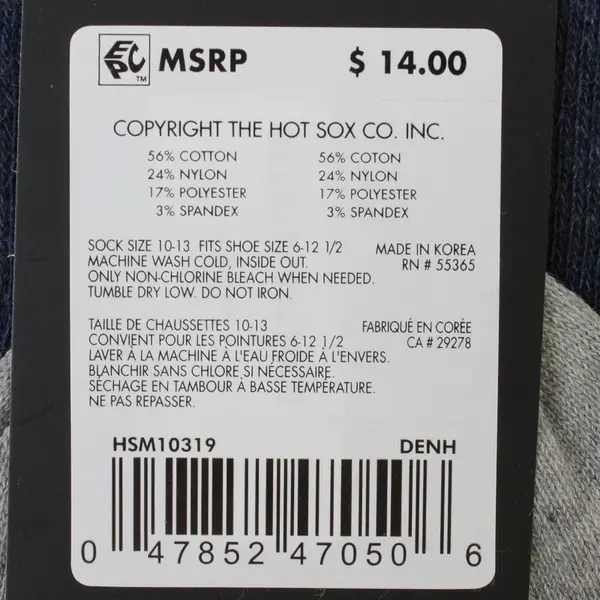 EPC TM MSRP $ 14.00
COPYRIGHT THE HOT SOX CO. INC.
56% COTTON 56% COTON
24% NYLON 24% NYLON
17% POLYESTER 17% POLYESTER
3% SPANDEX 3% SPANDEX
SOCK SIZE 10-13 FITS SHOE SIZE 6-12 1/2 MADE IN KOREA
MACHINE WASH COLD, INSIDE OUT. RN # 55365
ONLY NON-CHLORINE BLEACH WHEN NEEDED.
TUMBLE DRY LOW. DO NOT IRON.
TAILLE DE CHAUSSETTES 10-13 FABRIQUÉ EN CORÉE
CONVIENT POUR LES POINTURES 6-12 1/2 CA # 29278
LAVER À LA MACHINE À L'EAU FROIDE À L'ENVERS.
BLANCHIR SANS CHLORE SI NÉCESSAIRE.
SÉCHAGE EN TAMBOUR À BASSE TEMPÉRATURE.
NE PAS REPASSER.
HSM10319 DENH
0 47852 47050 6